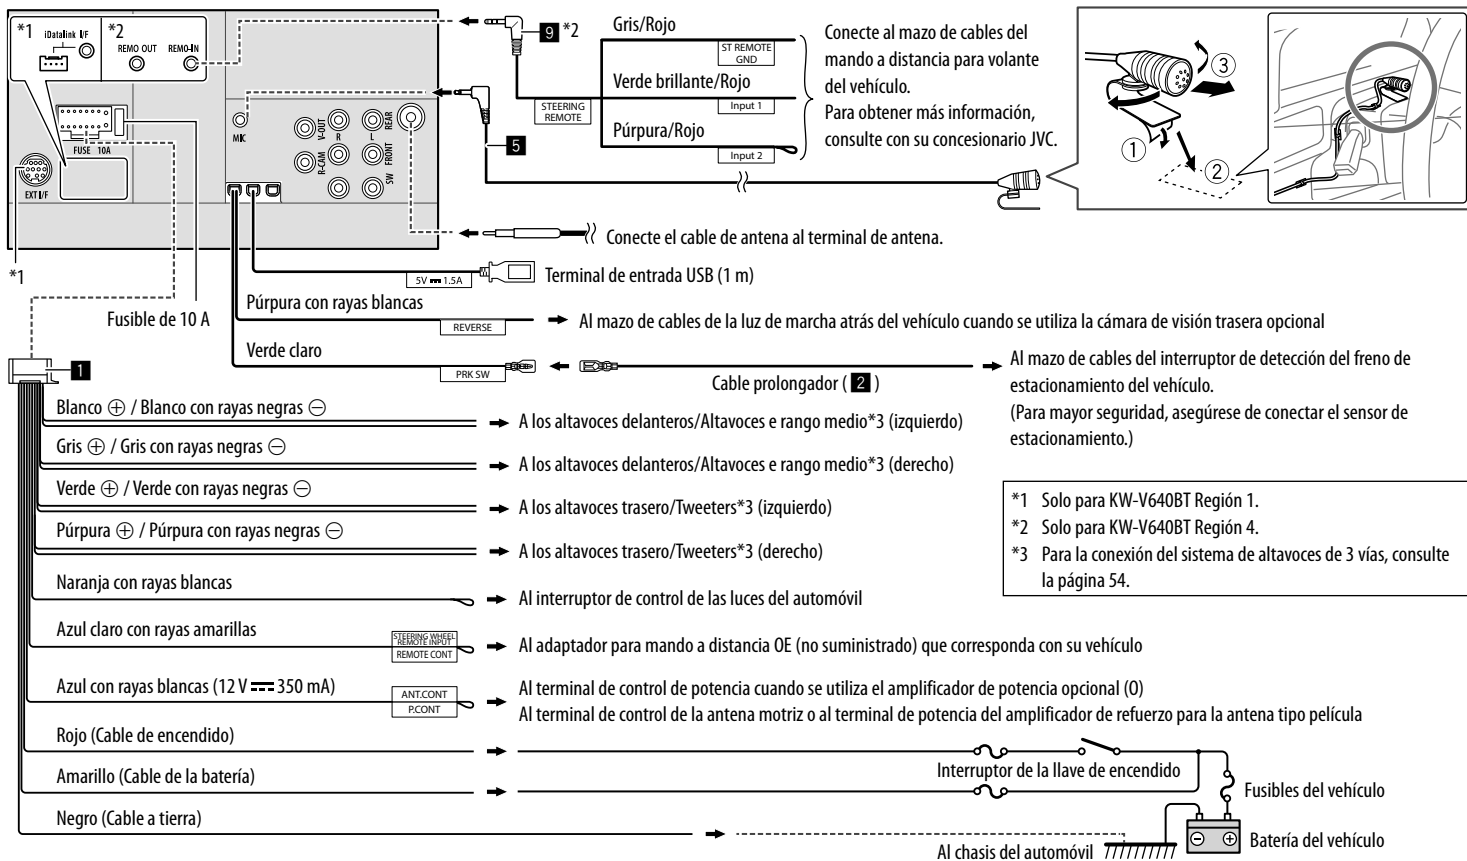 *1
iDatalink I/F
*2
REMO OUT
REMO-IN
9 *2
Gris/Rojo
ST REMOTE
GND
Verde brillante/Rojo
Input 1
STEERING
REMOTE
Púrpura/Rojo
Input 2
Conecte al mazo de cables del
mando a distancia para volante
del vehículo.
Para obtener más información,
consulte con su concesionario JVC.
1
2
3
FUSE 10A
EXT I/F
MIC
V-OUT
R
L
REAR
R-CAM
FRONT
SW
5
*1
Conecte el cable de antena al terminal de antena.
5V 1.5A
Terminal de entrada USB (1 m)
Fusible de 10 A
Púrpura con rayas blancas
REVERSE
Al mazo de cables de la luz de marcha atrás del vehículo cuando se utiliza la cámara de visión trasera opcional
Verde claro
PRK SW
Cable prolongador ( 2 )
Al mazo de cables del interruptor de detección del freno de
estacionamiento del vehículo.
(Para mayor seguridad, asegúrese de conectar el sensor de
estacionamiento.)
1
Blanco ⊕ / Blanco con rayas negras ⊖
A los altavoces delanteros/Altavoces e rango medio*3 (izquierdo)
Gris ⊕ / Gris con rayas negras ⊖
A los altavoces delanteros/Altavoces e rango medio*3 (derecho)
Verde ⊕ / Verde con rayas negras ⊖
A los altavoces trasero/Tweeters*3 (izquierdo)
Púrpura ⊕ / Púrpura con rayas negras ⊖
A los altavoces trasero/Tweeters*3 (derecho)
*1 Solo para KW-V640BT Región 1.
*2 Solo para KW-V640BT Región 4.
*3 Para la conexión del sistema de altavoces de 3 vías, consulte
la página 54.
Naranja con rayas blancas
Al interruptor de control de las luces del automóvil
Azul claro con rayas amarillas
STEERING WHEEL
REMOTE INPUT
REMOTE CONT
Al adaptador para mando a distancia OE (no suministrado) que corresponda con su vehículo
Azul con rayas blancas (12 V ⎓ 350 mA)
ANT.CONT
P.CONT
Al terminal de control de potencia cuando se utiliza el amplificador de potencia opcional (O)
Al terminal de control de la antena motriz o al terminal de potencia del amplificador de refuerzo para la antena tipo película
Rojo (Cable de encendido)
Interruptor de la llave de encendido
Amarillo (Cable de la batería)
Fusibles del vehículo
Negro (Cable a tierra)
Al chasis del automóvil
⊖ ⊕
Batería del vehículo